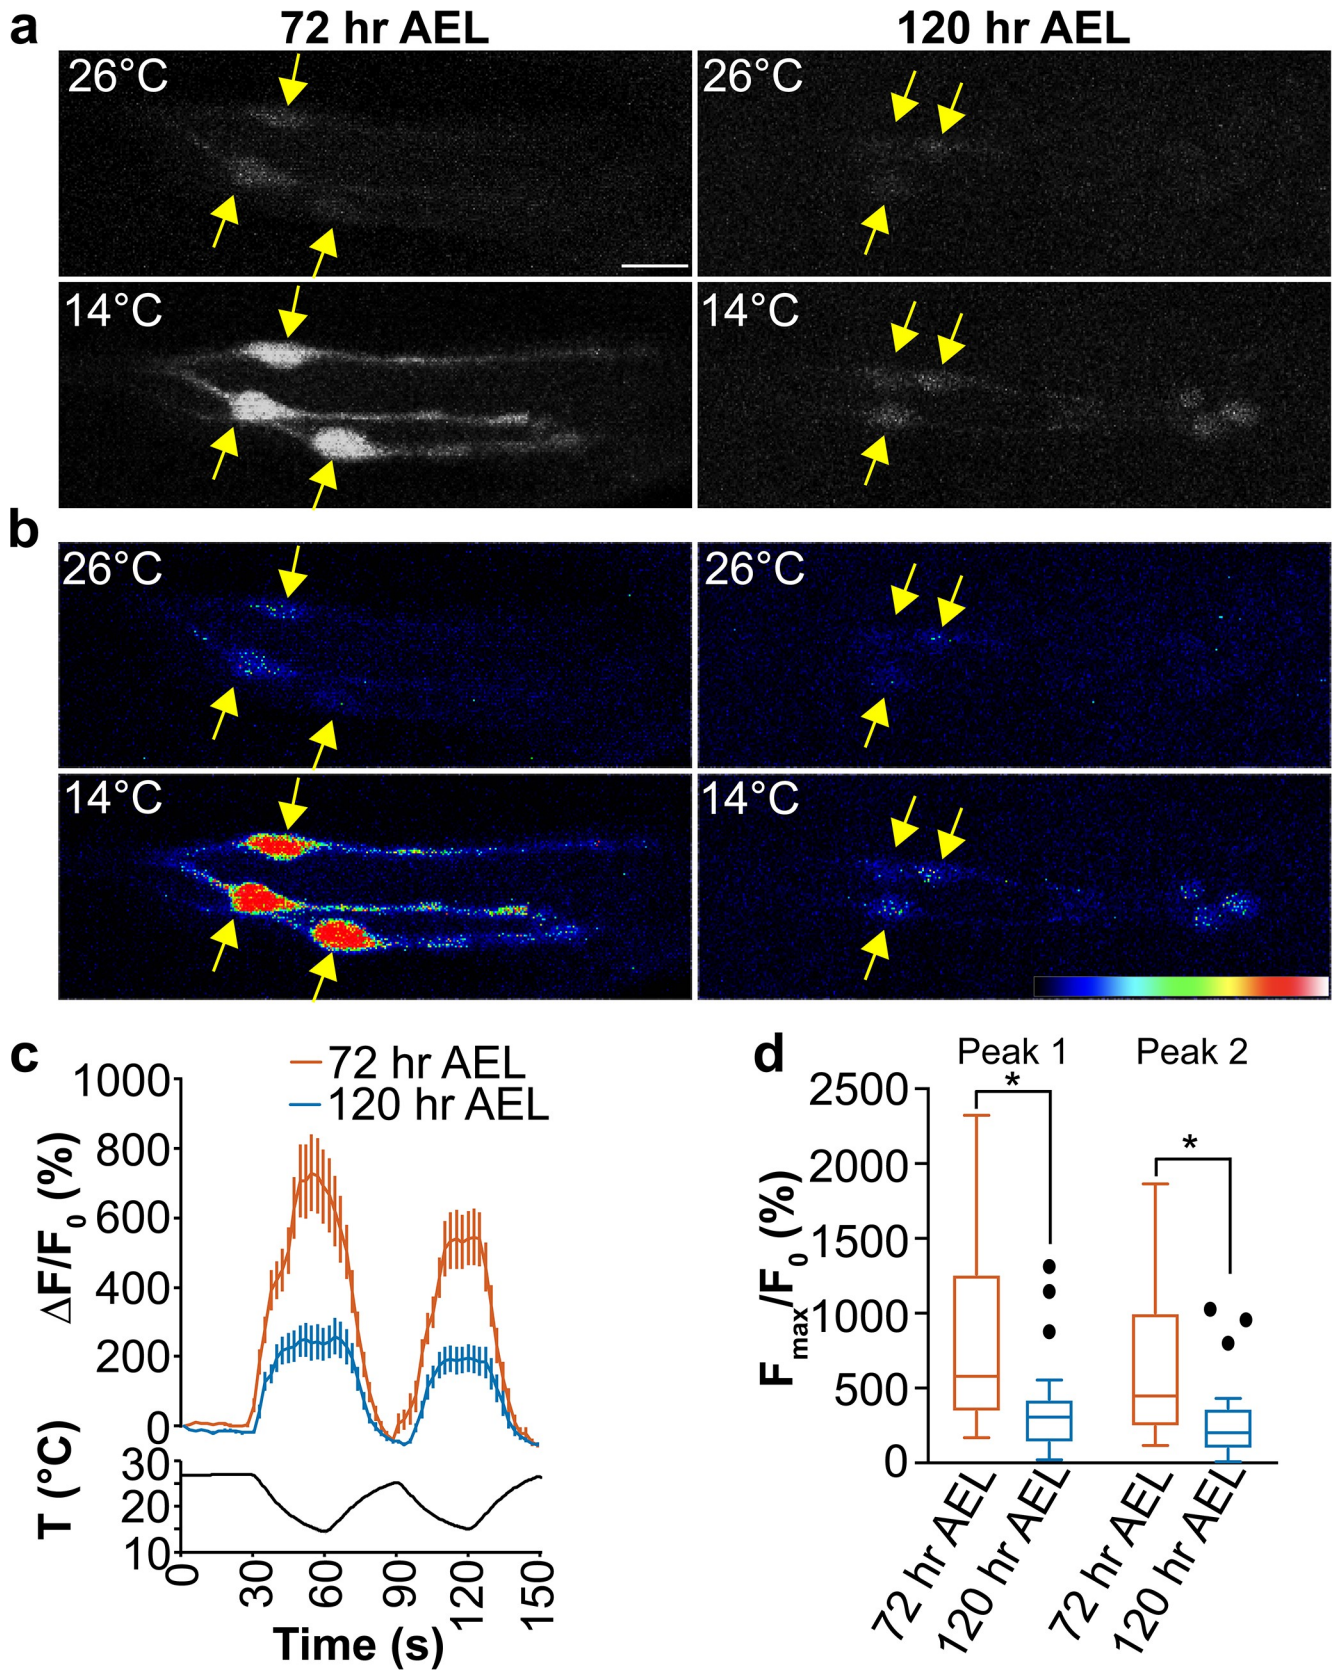 a
72 hr AEL
120 hr AEL
26°C
26°C
14°C
14°C
b
26°C
26°C
14°C
14°C
c
72 hr AEL
120 hr AEL
ΔF/F0 (%)
1000
800
600
400
200
0
T (°C)
30
20
10
0
30
60
90
120
150
Time (s)
d
Peak 1
Peak 2
Fmax/F0 (%)
2500
2000
1500
1000
500
0
*
*
72 hr AEL
120 hr AEL
72 hr AEL
120 hr AEL